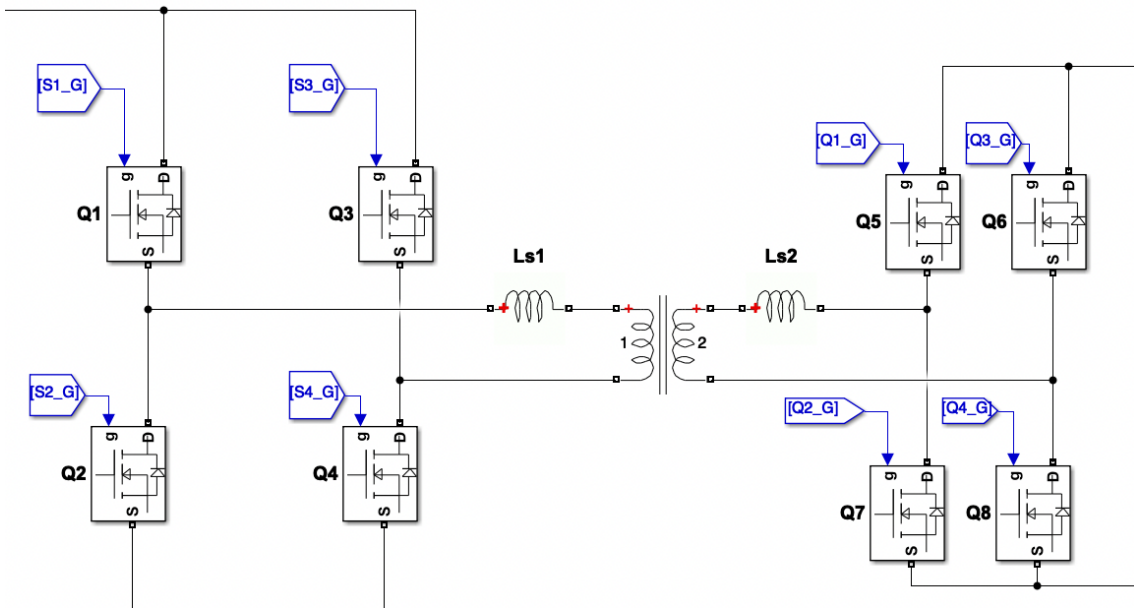 [S1_G]
[S3_G]
g D
Q1
S
g D
Q3
S
[Q1_G]
[Q3_G]
g D
Q5
S
g D
Q6
S
Ls1
Ls2
+
+
+
+
1
2
[S2_G]
[S4_G]
g D
Q2
S
g D
Q4
S
[Q2_G]
[Q4_G]
g D
Q7
S
g D
Q8
S